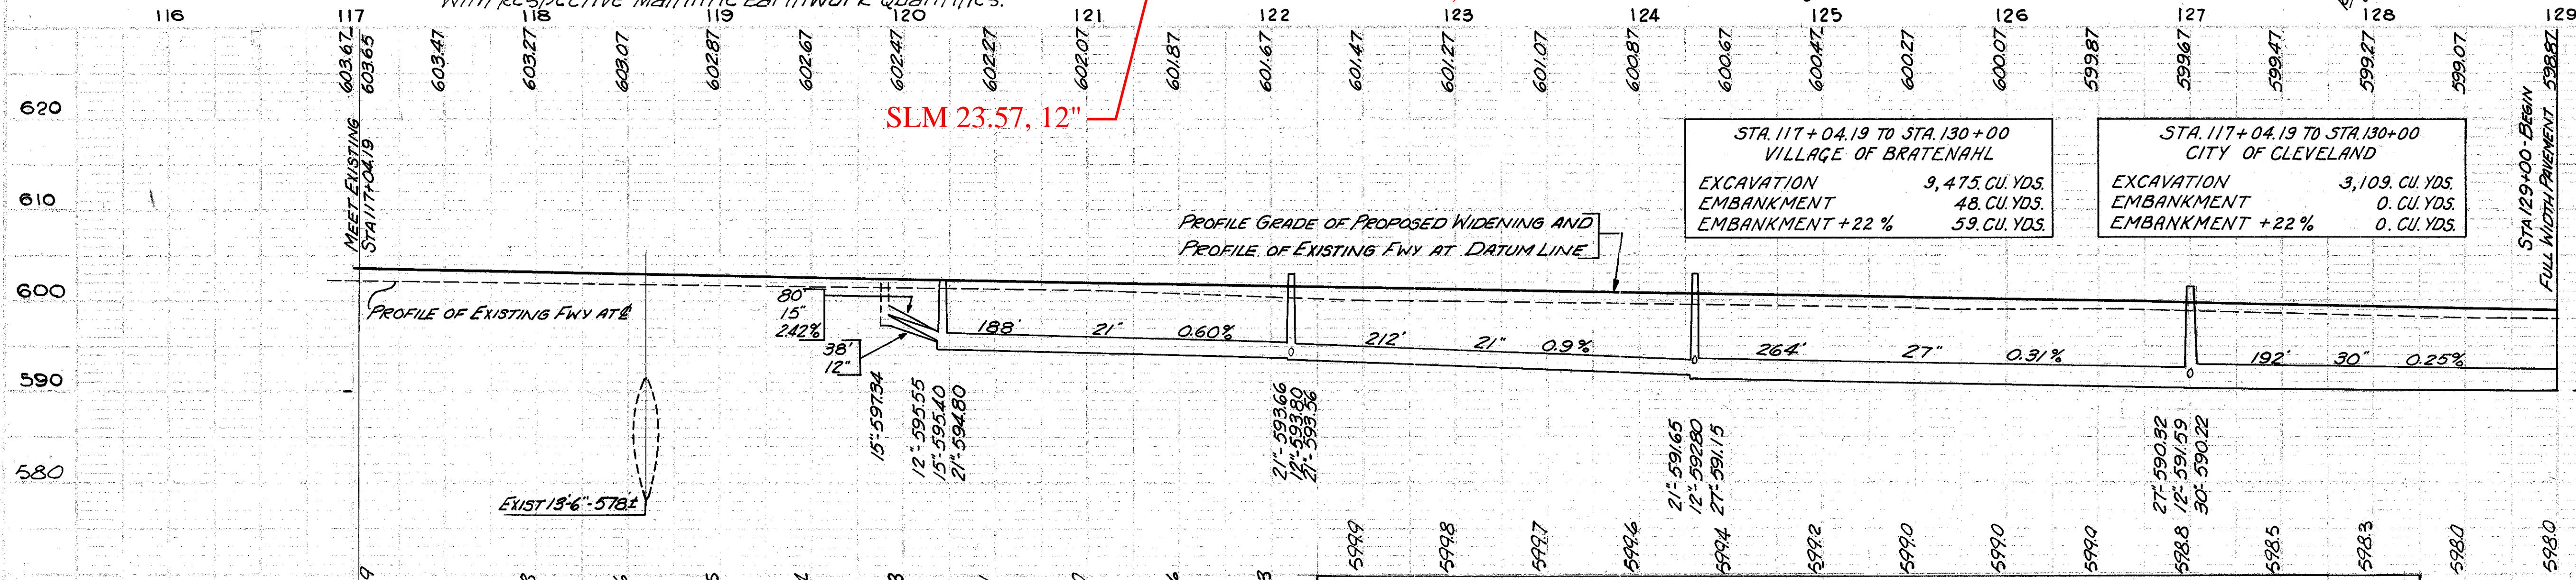 with respective Mainline Earthwork Quantities.
116 117 118 119 120 121 122 123 124 125 126 127 128 129
603.67 603.65 603.47 603.27 603.07 602.87 602.67 602.47 602.27 602.07 601.87 601.67 601.47 601.27 601.07 600.87 600.67 600.47 600.27 600.07 599.87 599.67 599.47 599.27 599.07 598.87
SLM 23.57, 12"
620
610
600
590
580
MEET EXISTING
STA 117+04.19
STA. 117+04.19 TO STA. 130+00
VILLAGE OF BRATENAHL
EXCAVATION 9,475. CU. YDS.
EMBANKMENT 48. CU. YDS.
EMBANKMENT +22 % 59. CU. YDS.
STA. 117+04.19 TO STA. 130+00
CITY OF CLEVELAND
EXCAVATION 3,109. CU. YDS.
EMBANKMENT 0. CU. YDS.
EMBANKMENT +22 % 0. CU. YDS.
STA 129+00-BEGIN
FULL WIDTH PAVEMENT
PROFILE GRADE OF PROPOSED WIDENING AND
PROFILE OF EXISTING FWY AT DATUM LINE
PROFILE OF EXISTING FWY AT ℄
80'
15"
2.42%
38'
12"
188' 21" 0.60%
212' 21" 0.9%
264' 27" 0.31%
192' 30" 0.25%
EXIST 13'-6"-578±
15"-597.34
12"-595.55
15"-595.40
21"-594.80
21"-593.66
12"-593.80
21"-593.56
21"-591.65
12"-592.80
27"-591.15
27"-590.32
12"-591.59
30"-590.22
599.9 599.8 599.7 599.6 599.4 599.2 599.0 599.0 599.0 598.8 598.5 598.3 598.0 598.0